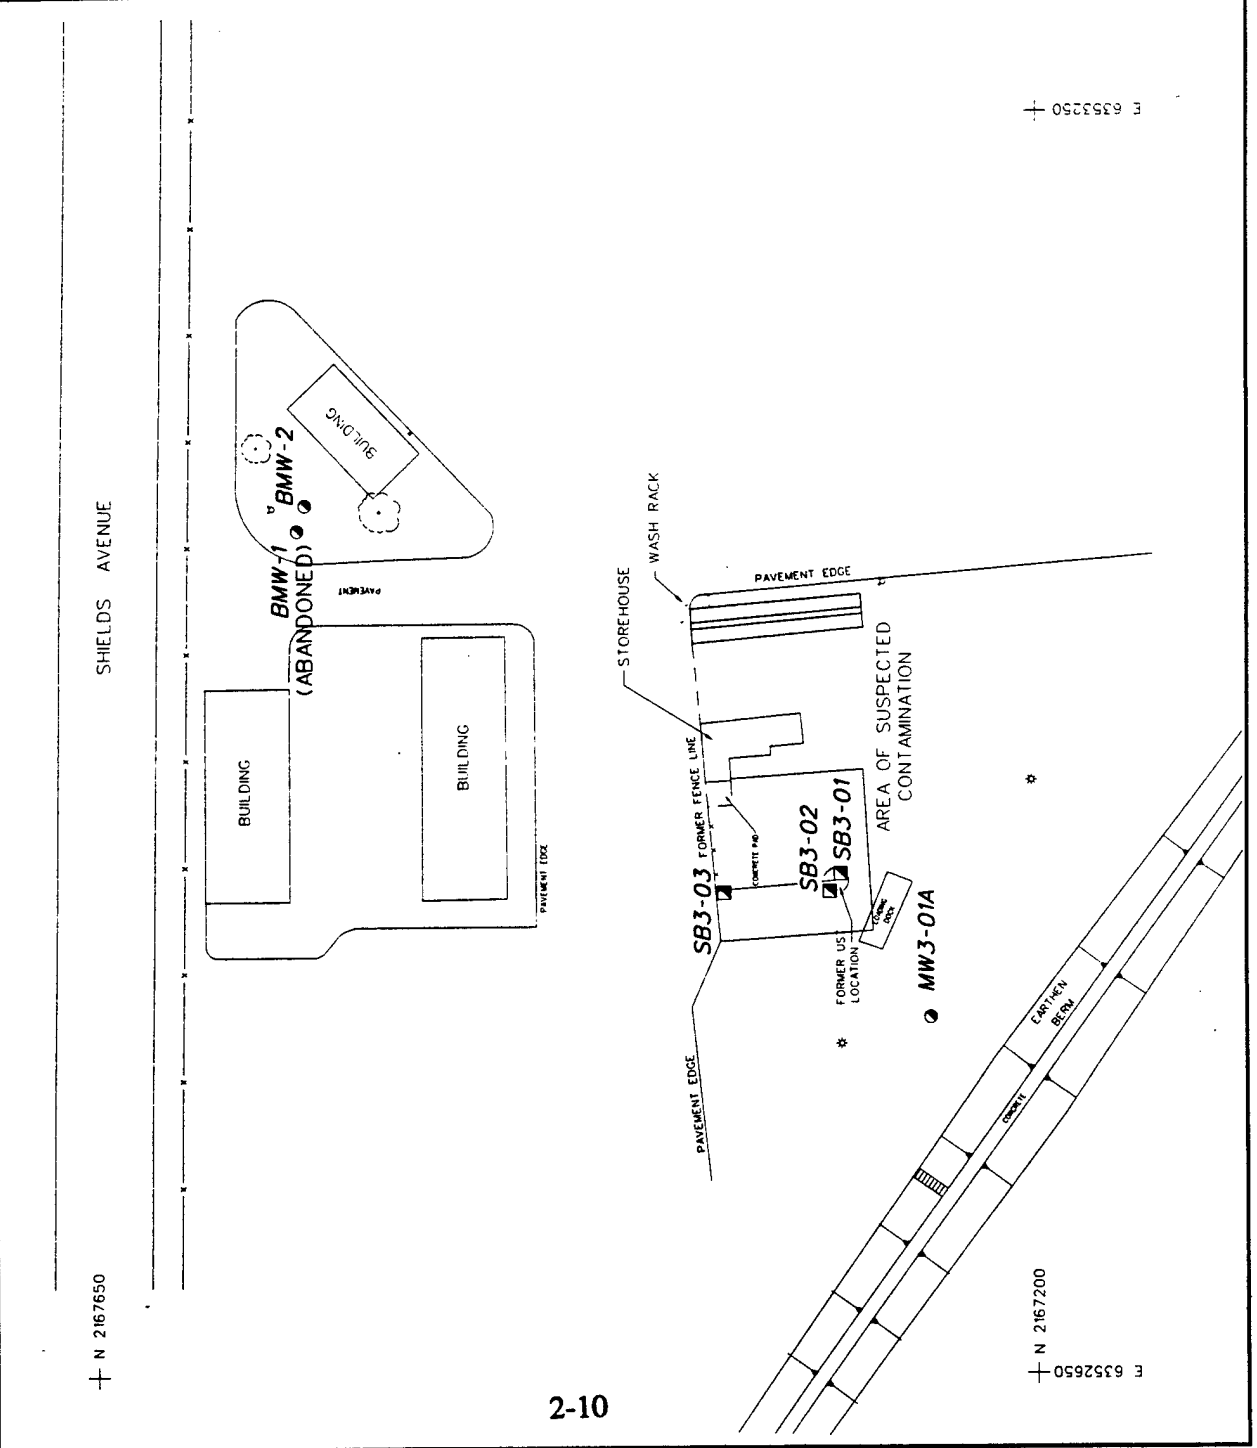 SHIELDS AVENUE
N 2167650
E 6353250
BUILDING
BMW-2
BMW-1
(ABANDONED)
PAVEMENT
BUILDING
BUILDING
PAVEMENT EDGE
WASH RACK
STOREHOUSE
PAVEMENT EDGE
FORMER FENCE LINE
SB3-03
CONCRETE PAD
SB3-02
SB3-01
AREA OF SUSPECTED
CONTAMINATION
LOADING
DOCK
FORMER US
LOCATION
MW3-01A
PAVEMENT EDGE
EARTHEN
BERM
CONCRETE
N 2167200
E 6352650
2-10